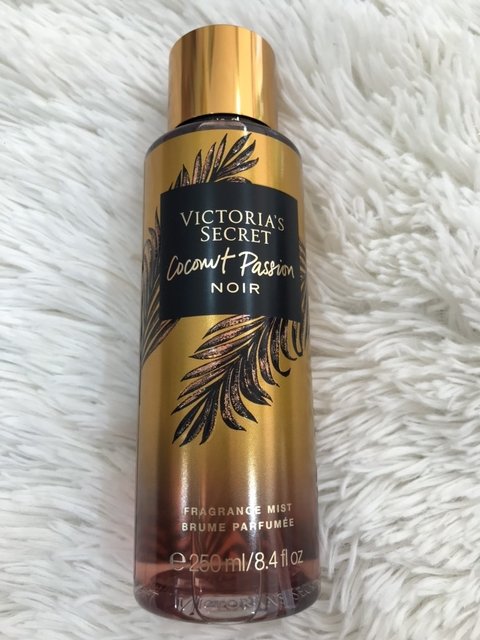 VICTORIA'S
SECRET
Coconut Passion
NOIR
FRAGRANCE MIST
BRUME PARFUMÉE
℮ 250 ml/8.4 fl oz